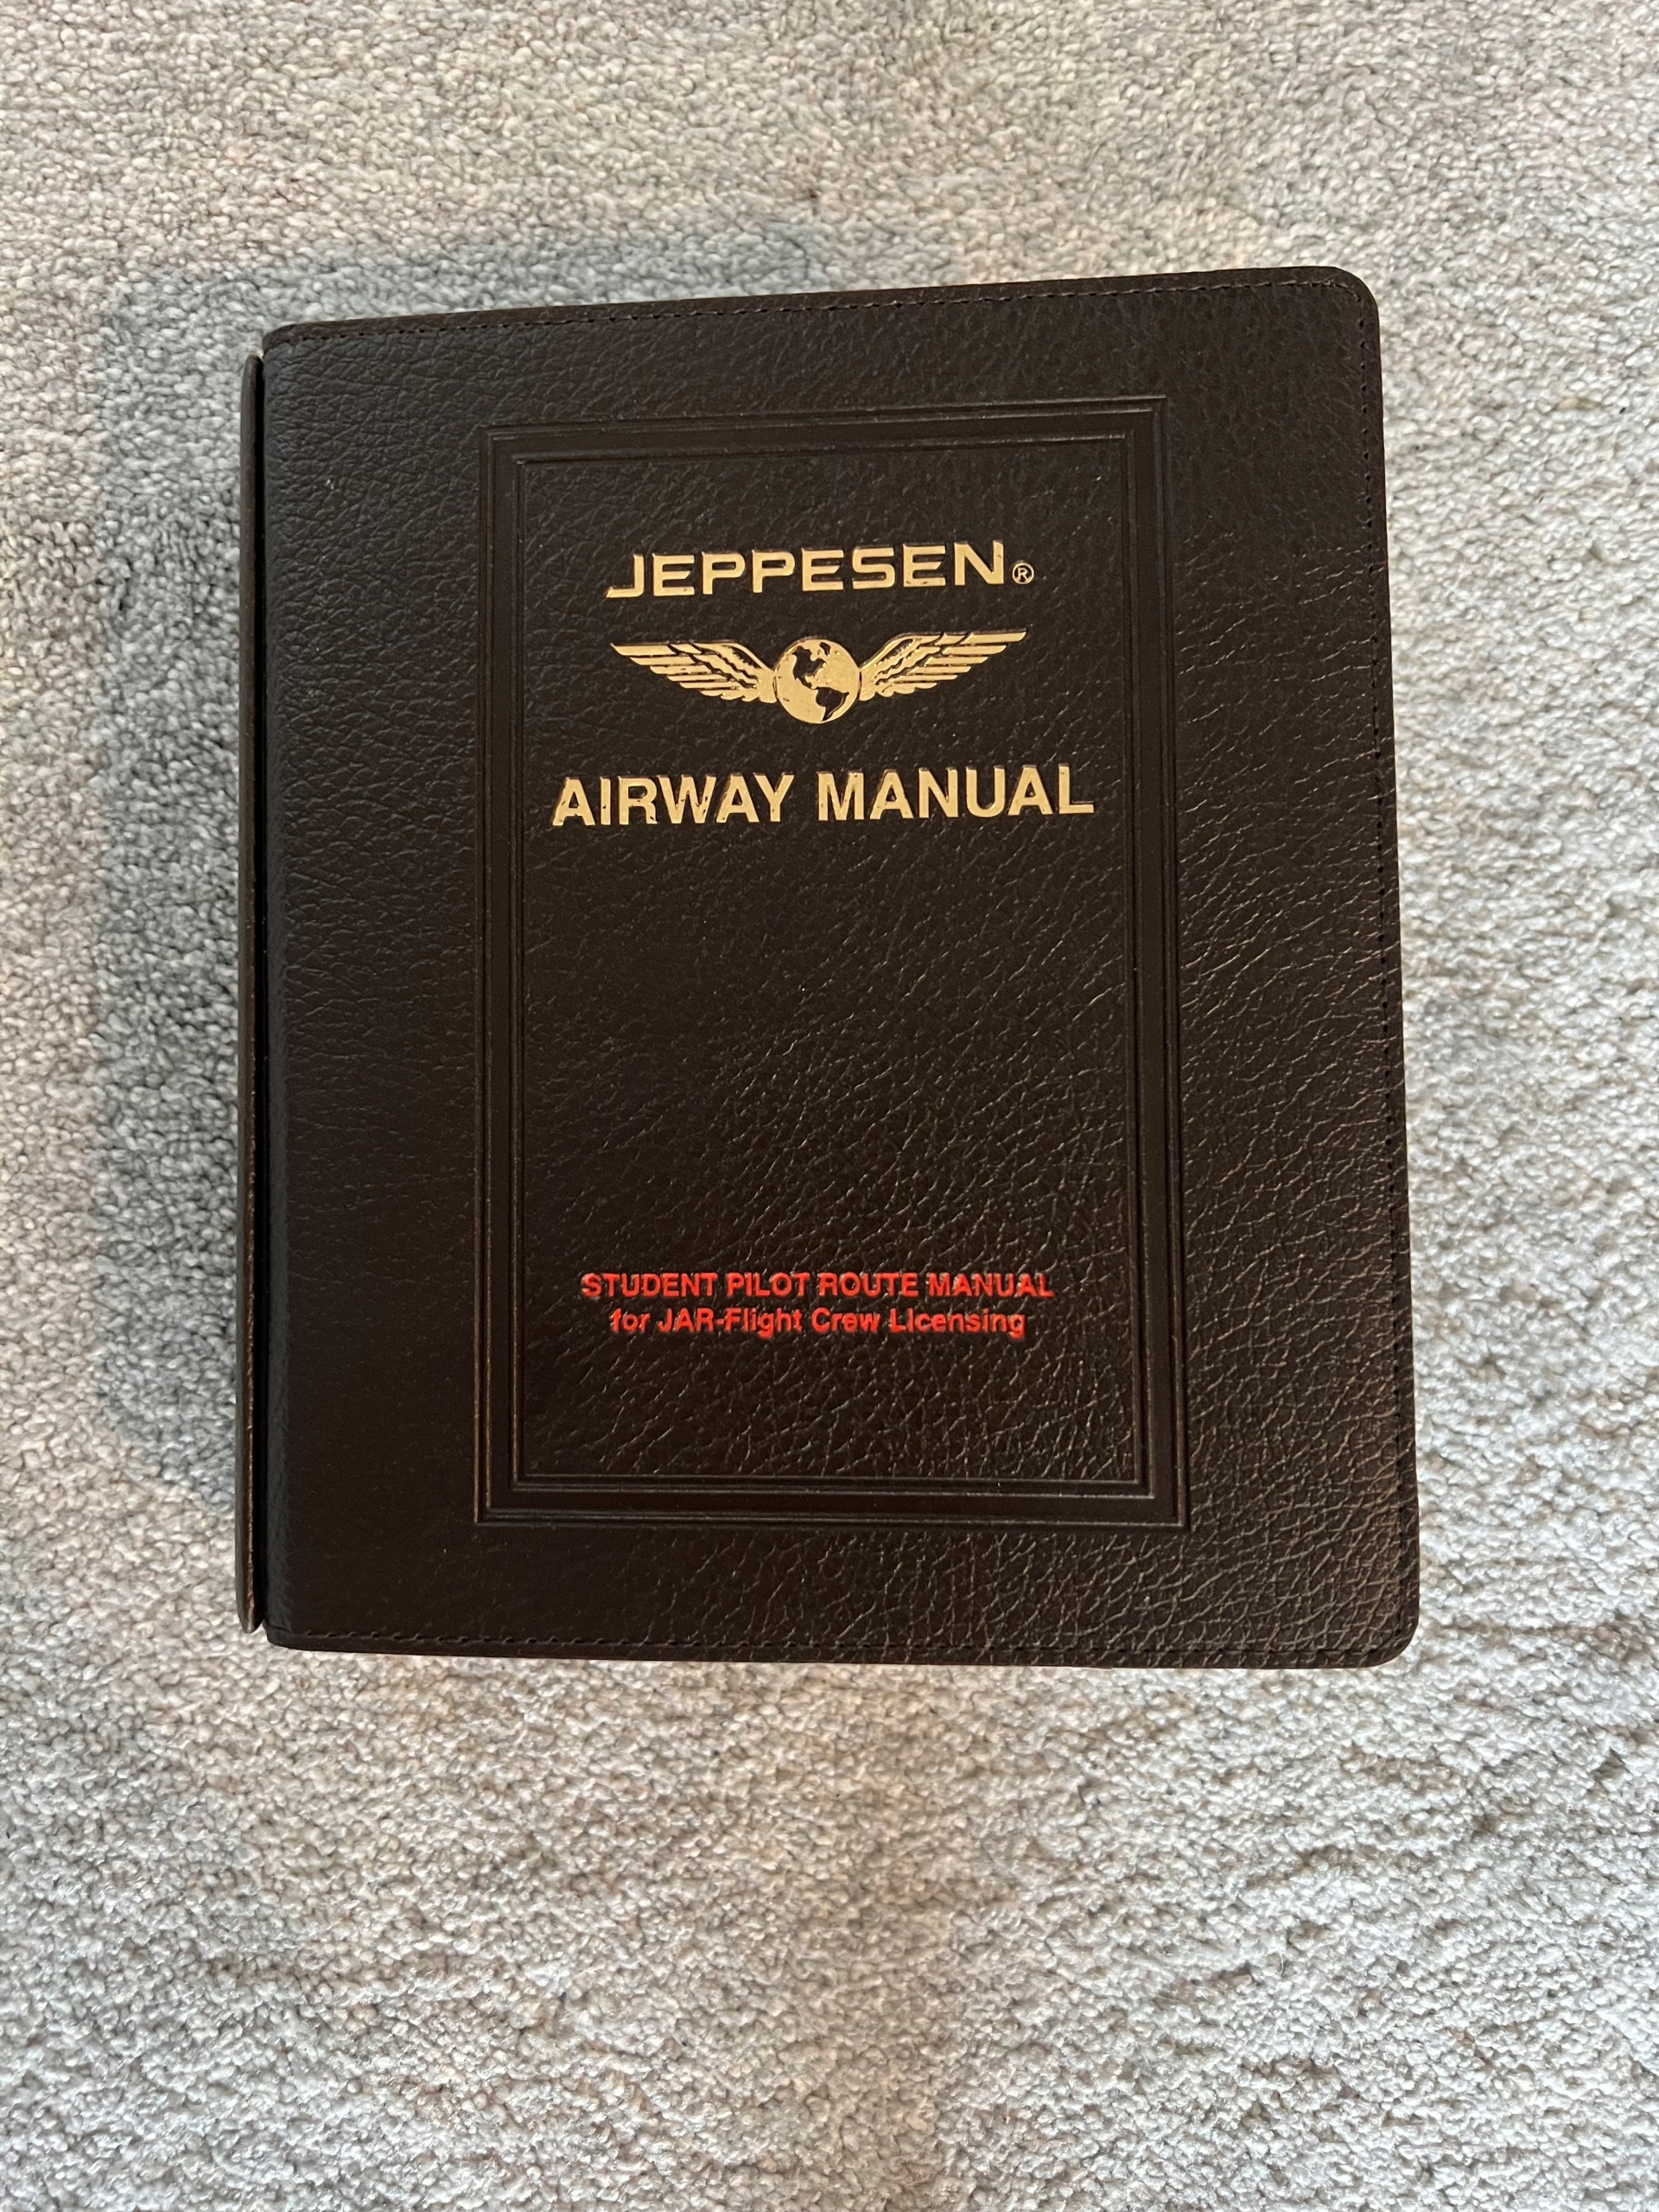 JEPPESEN®
AIRWAY MANUAL
STUDENT PILOT ROUTE MANUAL
for JAR-Flight Crew Licensing